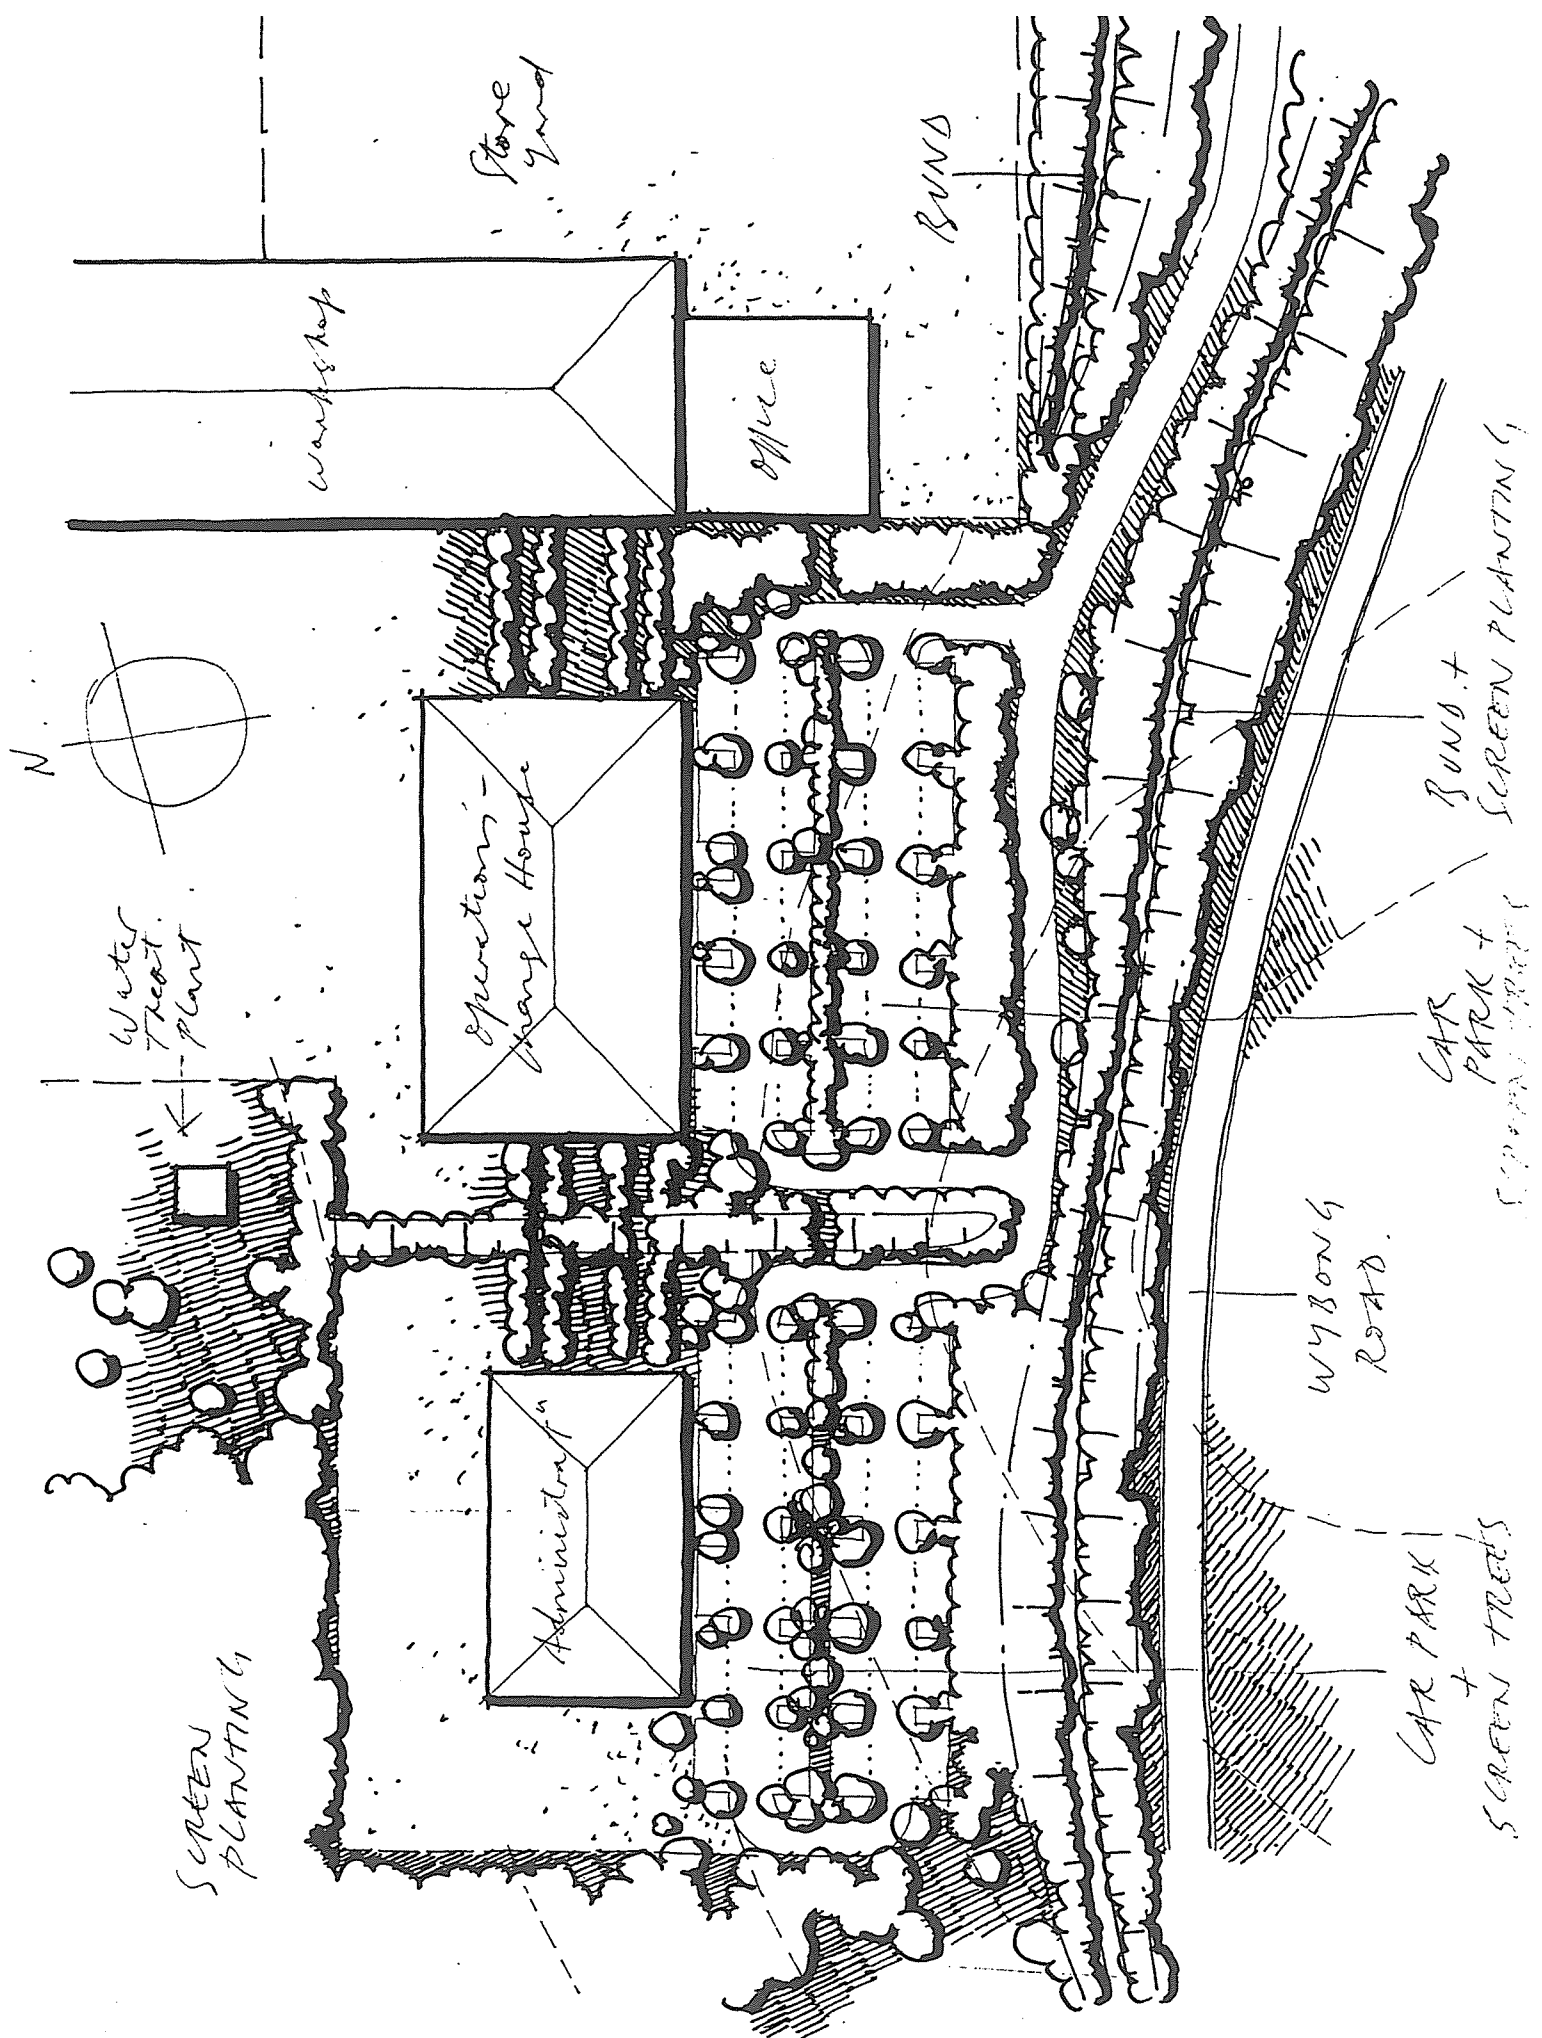 N
Water
Treat.
Plant
SCREEN
PLANTING
Workshop
Store
Yard
Office
Operations -
Change House
Administra
BUND
BUND +
SCREEN PLANTING
CAR
PARK +
WYBONG
ROAD.
CAR PARK
+
SCREEN TREES